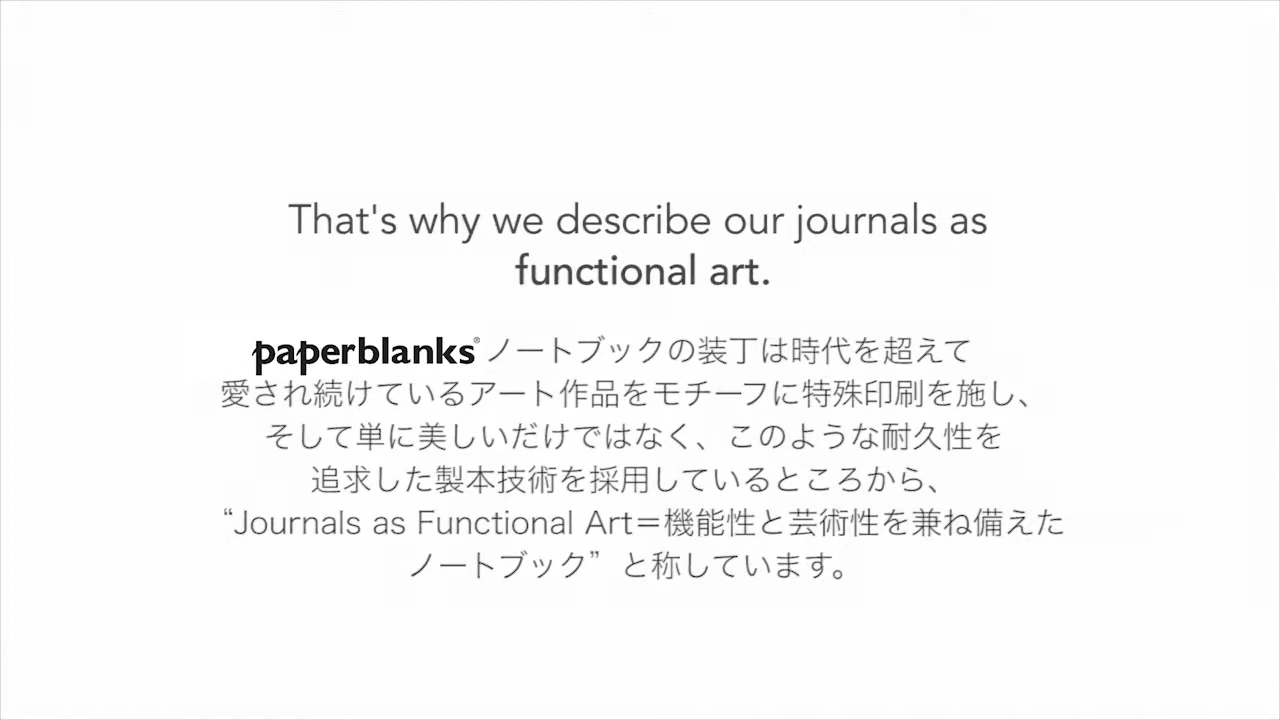 That's why we describe our journals as
functional art.
paperblanks® ノートブックの装丁は時代を超えて
愛され続けているアート作品をモチーフに特殊印刷を施し、
そして単に美しいだけではなく、このような耐久性を
追求した製本技術を採用しているところから、
“Journals as Functional Art＝機能性と芸術性を兼ね備えた
ノートブック”と称しています。